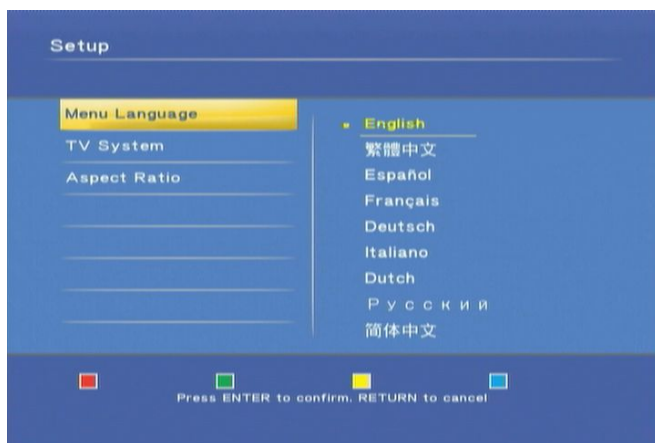 Setup
Menu Language
TV System
Aspect Ratio
English
繁體中文
Español
Français
Deutsch
Italiano
Dutch
Русский
简体中文
Press ENTER to confirm. RETURN to cancel